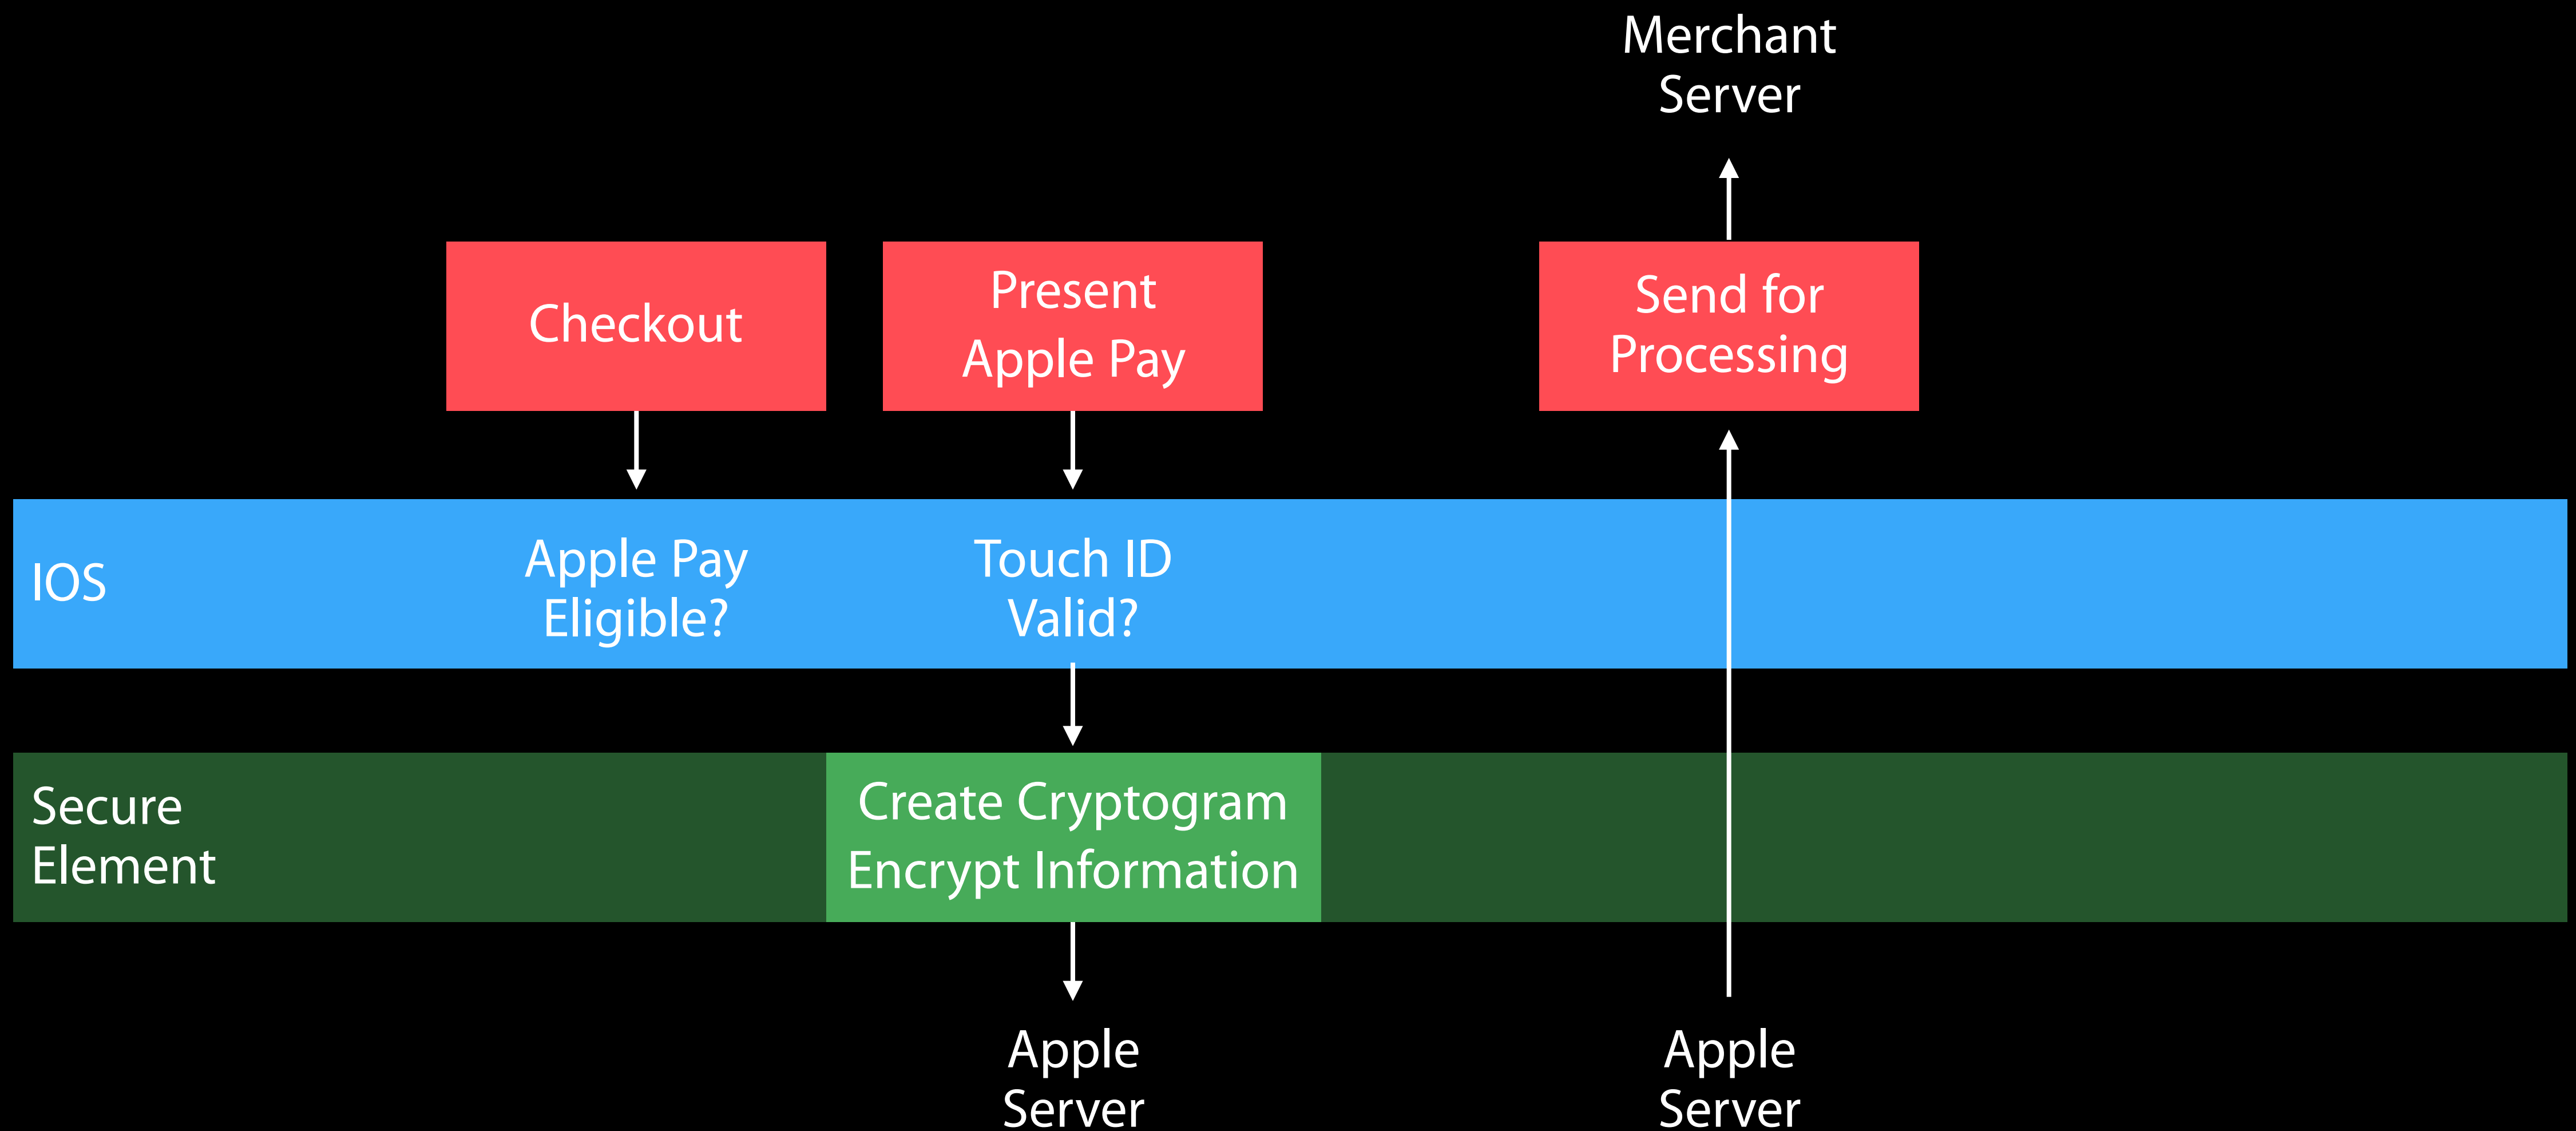 Merchant
Server
Checkout
Present
Apple Pay
Send for
Processing
IOS
Apple Pay
Eligible?
Touch ID
Valid?
Secure
Element
Create Cryptogram
Encrypt Information
Apple
Server
Apple
Server